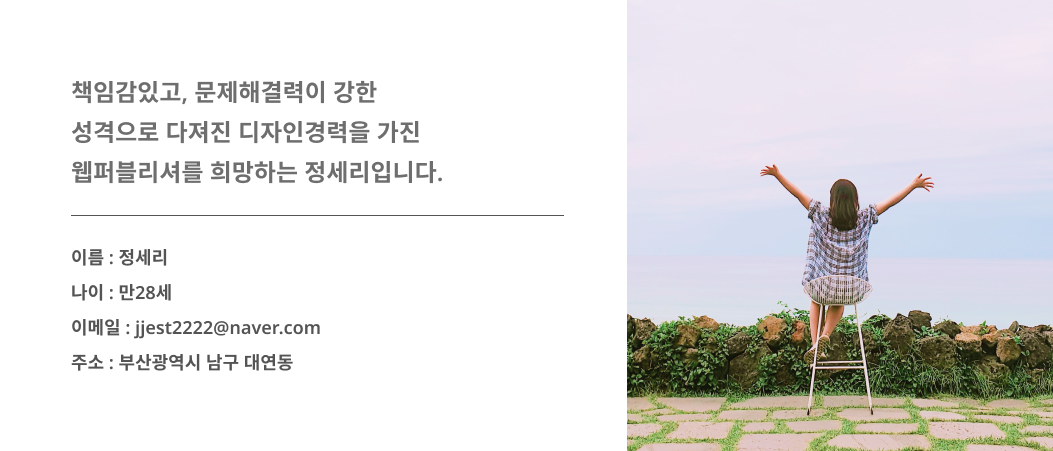 책임감있고, 문제해결력이 강한
성격으로 다져진 디자인경력을 가진
웹퍼블리셔를 희망하는 정세리입니다.
이름 : 정세리
나이 : 만28세
이메일 : jjest2222@naver.com
주소 : 부산광역시 남구 대연동